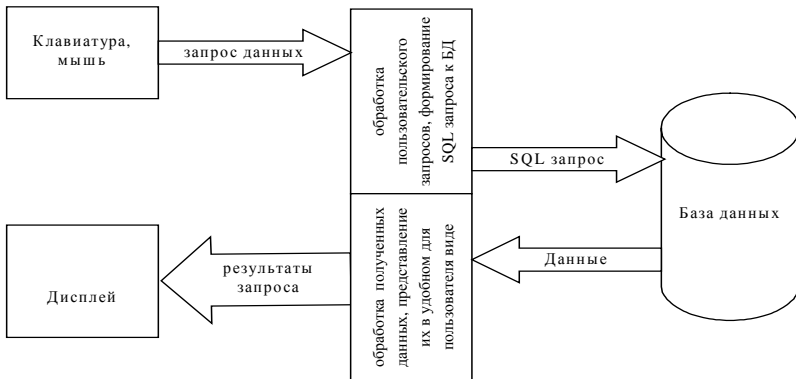 Клавиатура,
мышь
запрос данных
обработка
пользовательского
запросов, формирование
SQL запроса к БД
SQL запрос
База данных
Данные
обработка полученных
данных, представление
их в удобном для
пользователя виде
результаты
запроса
Дисплей